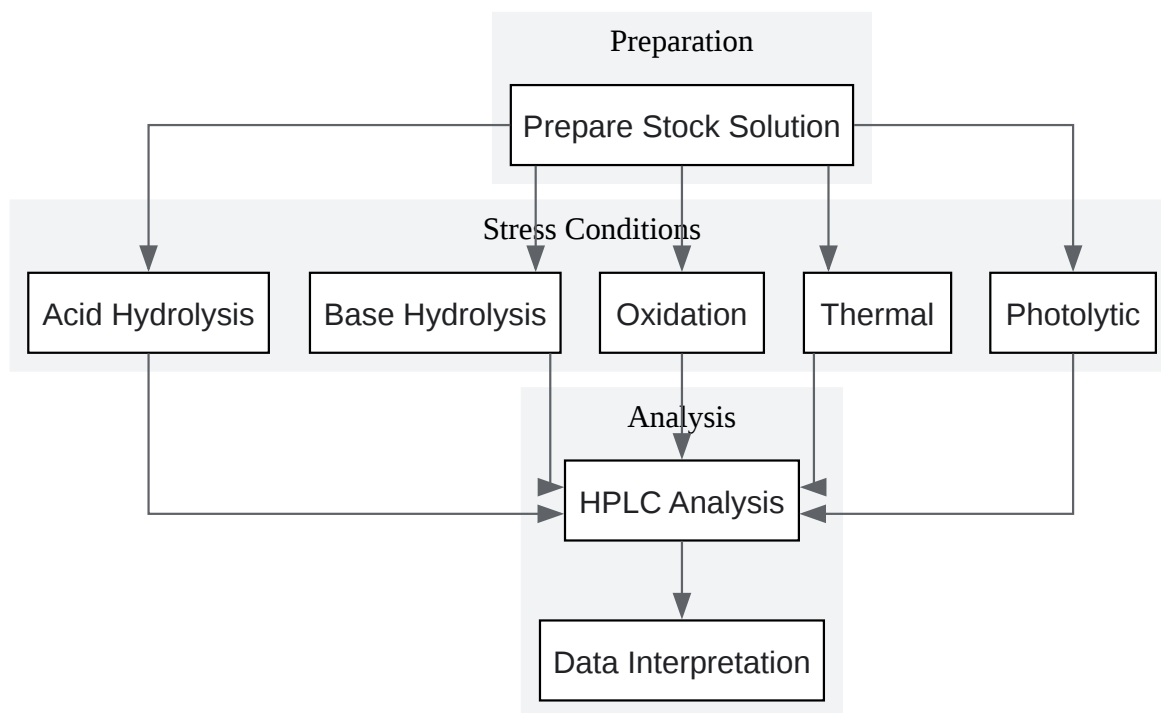 Preparation
Prepare Stock Solution
Stress Conditions
Acid Hydrolysis
Base Hydrolysis
Oxidation
Thermal
Photolytic
Analysis
HPLC Analysis
Data Interpretation